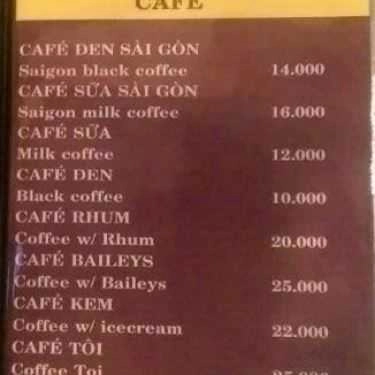 CAFÉ
CAFÉ ĐEN SÀI GÒN
Saigon black coffee 14.000
CAFÉ SỮA SÀI GÒN
Saigon milk coffee 16.000
CAFÉ SỮA
Milk coffee 12.000
CAFÉ ĐEN
Black coffee 10.000
CAFÉ RHUM
Coffee w/ Rhum 20.000
CAFÉ BAILEYS
Coffee w/ Baileys 25.000
CAFÉ KEM
Coffee w/ icecream 22.000
CAFÉ TÔI
Coffee Toi